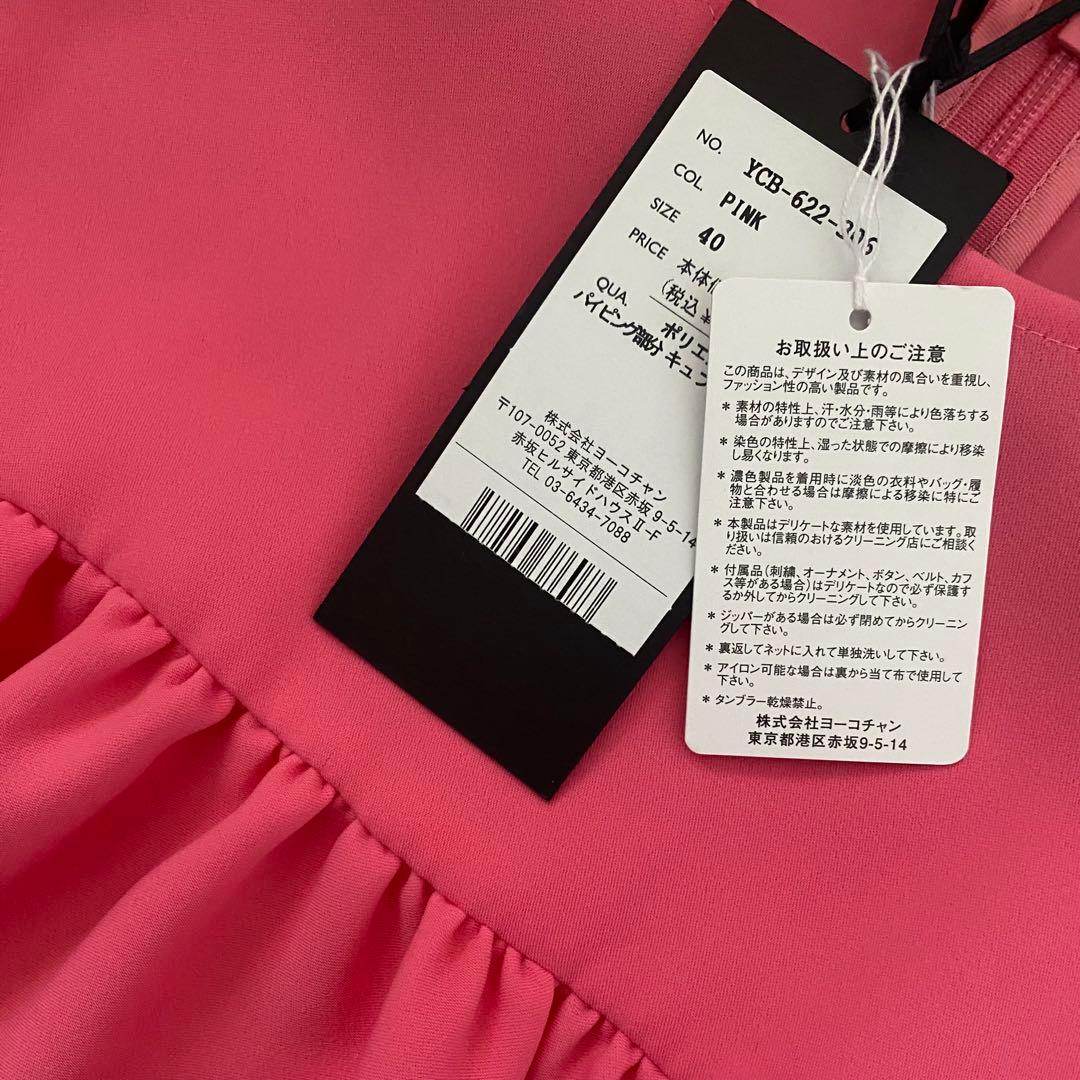 NO. YCB-622-306
COL. PINK
SIZE 40
PRICE 本体
(税込¥
QUA. ポリエ
パイピング部分 キュプ
株式会社ヨーコチャン
〒107-0052 東京都港区赤坂 9-5-14
赤坂ヒルサイドハウスⅡ-F
TEL 03-6434-7088
お取扱い上のご注意
この商品は、デザイン及び素材の風合いを重視し、
ファッション性の高い製品です。
* 素材の特性上、汗・水分・雨等により色落ちする
場合がありますのでご注意下さい。
* 染色の特性上、湿った状態での摩擦により移染
し易くなります。
* 濃色製品を着用時に淡色の衣料やバッグ・履
物と合わせる場合は摩擦による移染に特にご
注意下さい。
* 本製品はデリケートな素材を使用しています。取
り扱いは信頼のおけるクリーニング店にご相談く
ださい。
* 付属品(刺繍、オーナメント、ボタン、ベルト、カフ
ス等がある場合)はデリケートなので必ず保護す
るか外してからクリーニングして下さい。
* ジッパーがある場合は必ず閉めてからクリーニン
グして下さい。
* 裏返してネットに入れて単独洗いして下さい。
* アイロン可能な場合は裏から当て布で使用して
下さい。
* タンブラー乾燥禁止。
株式会社ヨーコチャン
東京都港区赤坂9-5-14